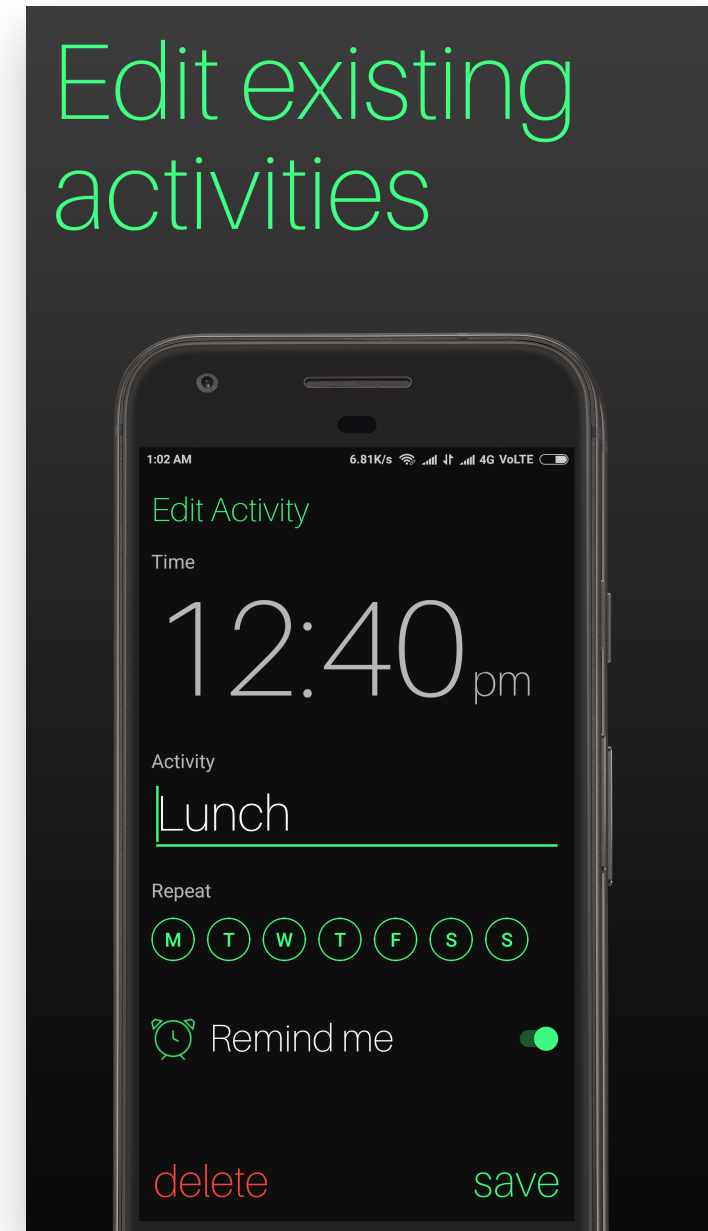 Edit existing
activities
1:02 AM 6.81K/s 4G VoLTE
Edit Activity
Time
12:40 pm
Activity
Lunch
Repeat
M T W T F S S
Remind me
delete save